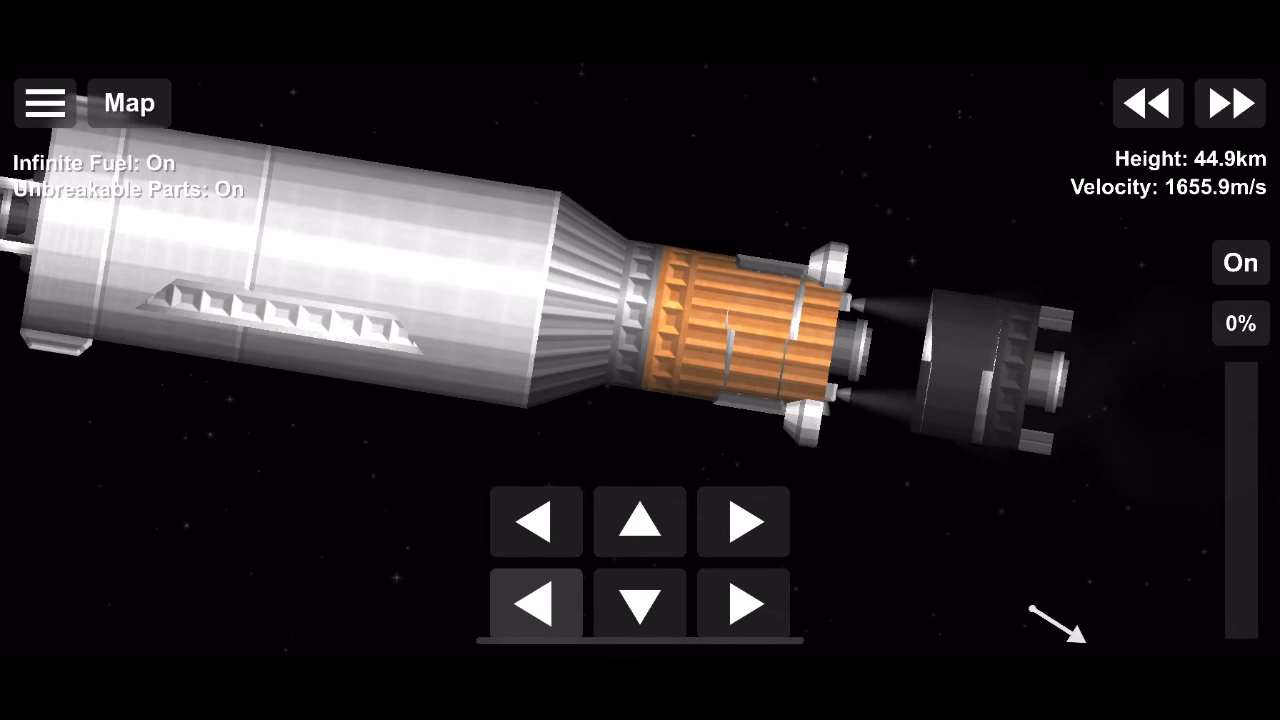 Map
Infinite Fuel: On
Unbreakable Parts: On
Height: 44.9km
Velocity: 1655.9m/s
On
0%